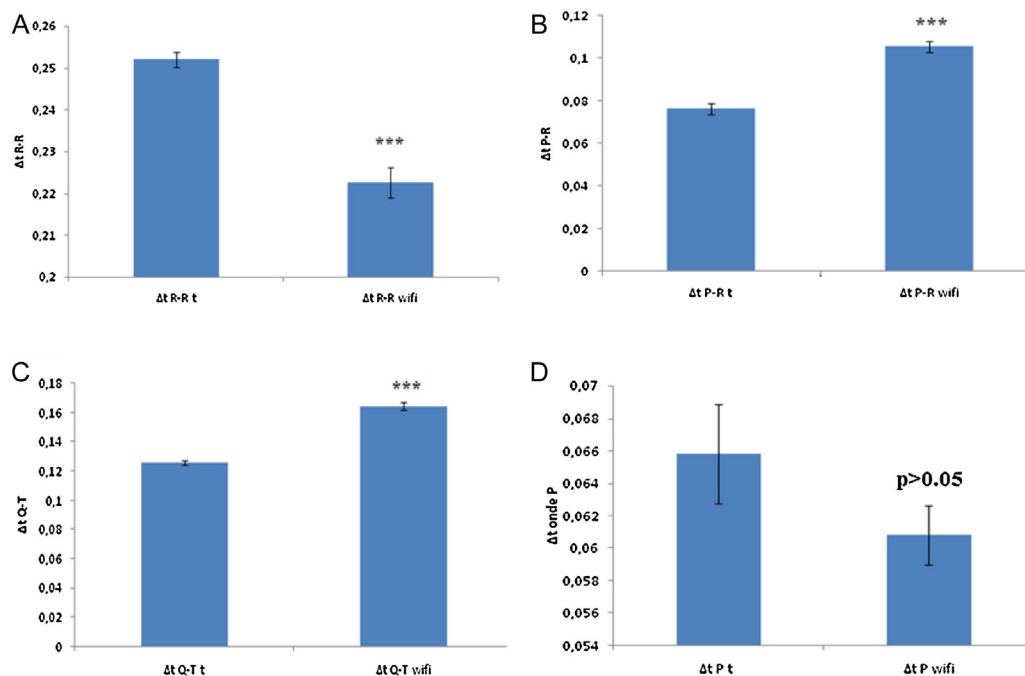 A
Δt R-R
0,26
0,25
0,24
0,23
0,22
0,21
0,2
***
Δt R-R t
Δt R-R wifi
B
Δt P-R
0,12
0,1
0,08
0,06
0,04
0,02
0
***
Δt P-R t
Δt P-R wifi
C
Δt Q-T
0,18
0,16
0,14
0,12
0,1
0,08
0,06
0,04
0,02
0
***
Δt Q-T t
Δt Q-T wifi
D
Δt onde P
0,07
0,068
0,066
0,064
0,062
0,06
0,058
0,056
0,054
p>0.05
Δt P t
Δt P wifi